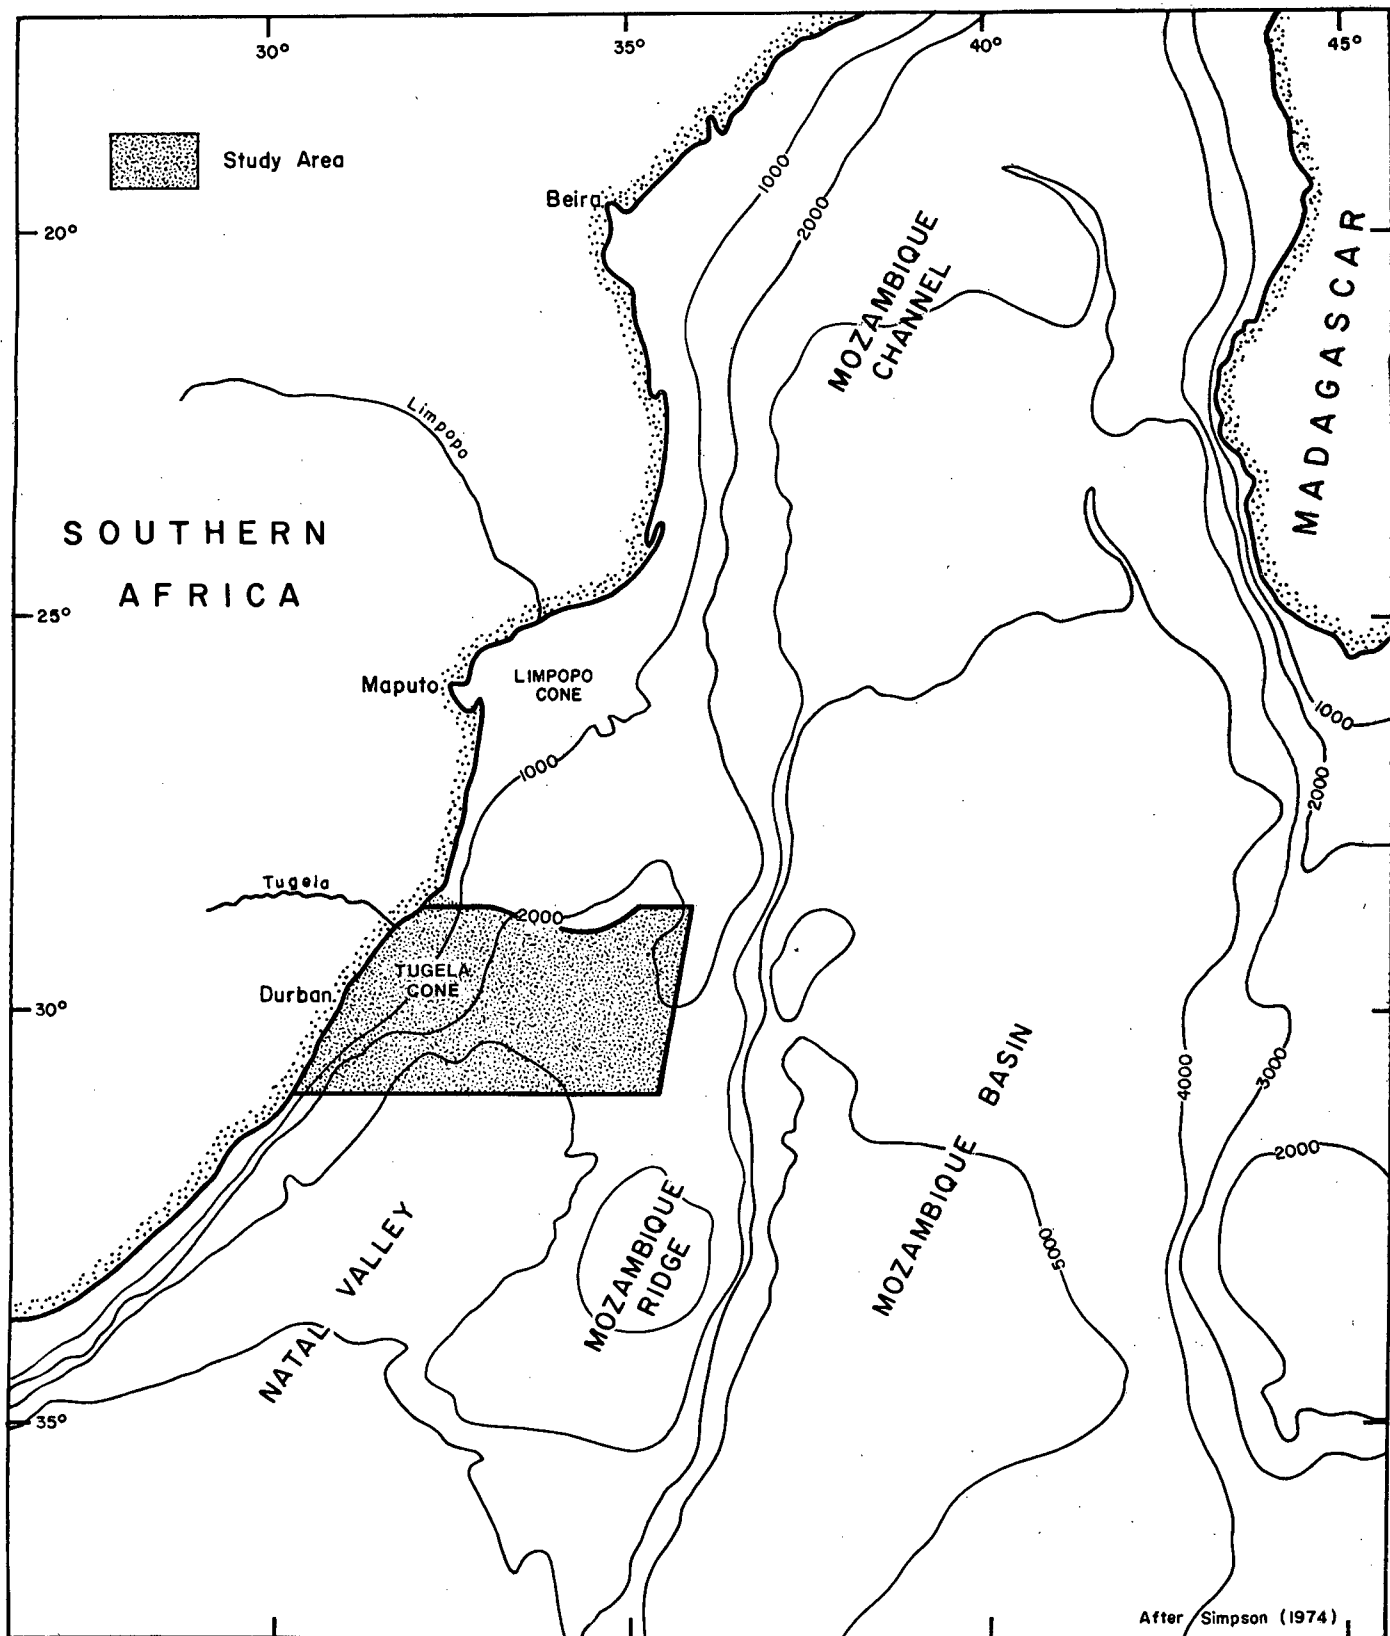 30°
35°
40°
45°
Study Area
Beira
1000
2000
20°
MOZAMBIQUE
CHANNEL
MADAGASCAR
Limpopo
SOUTHERN
AFRICA
25°
Maputo
LIMPOPO
CONE
1000
1000
2000
Tugela
2000
TUGELA
CONE
Durban
30°
4000
3000
2000
5000
NATAL VALLEY
MOZAMBIQUE
RIDGE
MOZAMBIQUE BASIN
35°
After Simpson (1974)